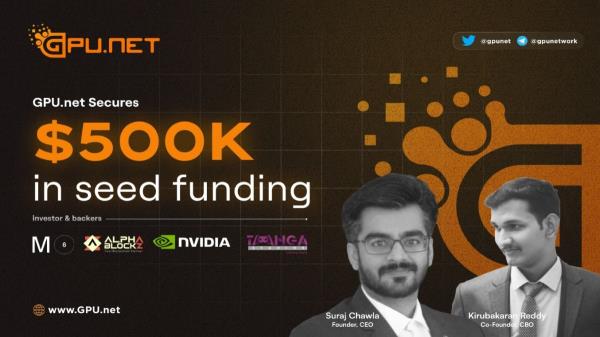 GPU.NET
@gpunet @gpunetwork
GPU.net Secures
$500K
in seed funding
Investor & backers
M 6 ALPHA BLOCKZ NVIDIA
www.GPU.net
Suraj Chawla
Founder, CEO
Kirubakaran Reddy
Co-Founder, CBO